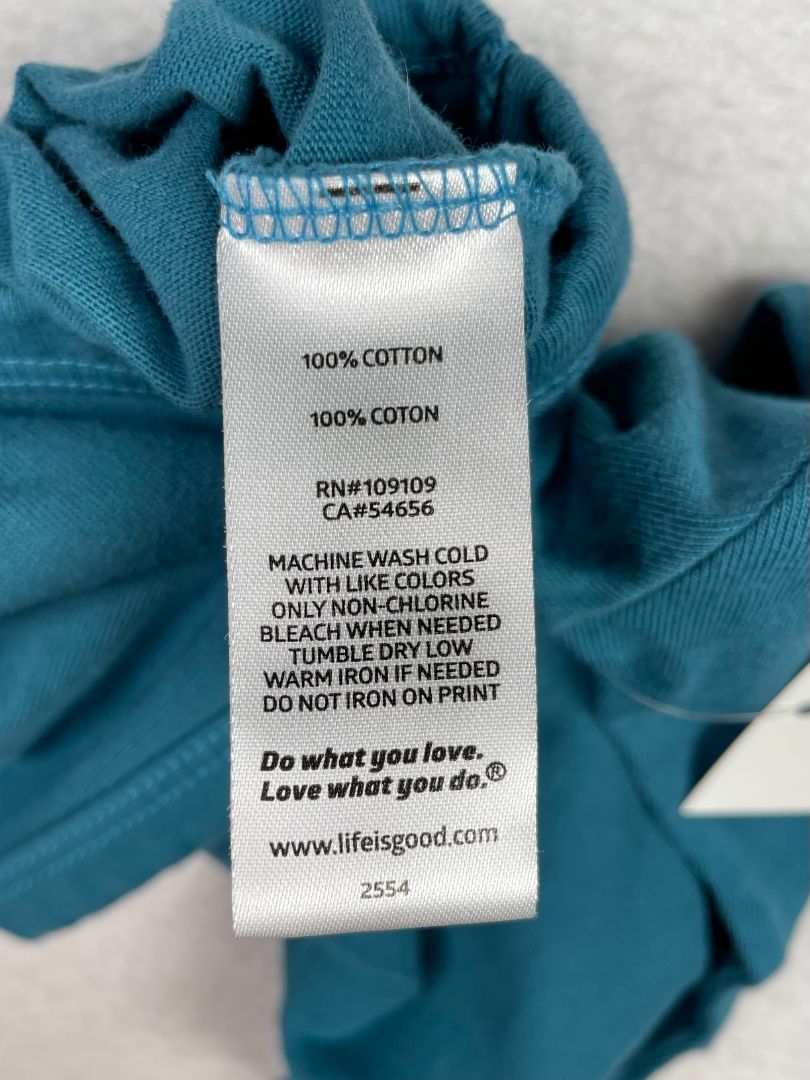 100% COTTON
100% COTON
RN#109109
CA#54656
MACHINE WASH COLD
WITH LIKE COLORS
ONLY NON-CHLORINE
BLEACH WHEN NEEDED
TUMBLE DRY LOW
WARM IRON IF NEEDED
DO NOT IRON ON PRINT
Do what you love.
Love what you do.®
www.lifeisgood.com
2554